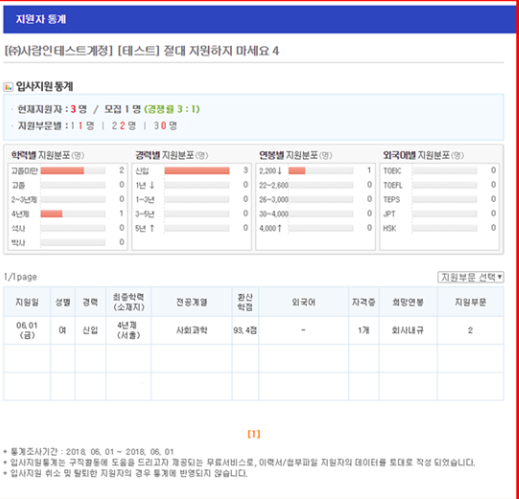 지원자 통계
[㈜사람인테스트계정] [테스트] 절대 지원하지 마세요 4
입사지원 통계
· 현재지원자 : 3 명 / 모집 1 명 (경쟁률 3 : 1)
· 지원부문별 : 1 1 명 | 2 2 명 | 3 0 명
학력별 지원분포(명) 경력별 지원분포(명) 연봉별 지원분포(명) 외국어별 지원분포(명)
고졸미만 2 신입 3 2,200↓ 1 TOEIC 0
고졸 0 1년 ↓ 0 22~2,600 0 TOEFL 0
2~3년제 0 1~3년 0 26~3,000 0 TEPS 0
4년제 1 3~5년 0 30~4,000 0 JPT 0
석사 0 5년 ↑ 0 4,000↑ 0 HSK 0
박사 0
1/1page 지원부문 선택▼
지원일 성별 경력 최종학력 (소재지) 전공계열 환산 학점 외국어 자격증 희망연봉 지원부문
06.01 (금) 여 신입 4년제 (서울) 사회과학 93.4점 - 1개 회사내규 2
[1]
* 통계조사기간 : 2018. 06. 01 ~ 2018. 06. 01
* 입사지원통계는 구직활동에 도움을 드리고자 제공되는 무료서비스로, 이력서/첨부파일 지원자의 데이터를 토대로 작성 되었습니다.
* 입사지원 취소 및 탈퇴한 지원자의 경우 통계에 반영되지 않습니다.